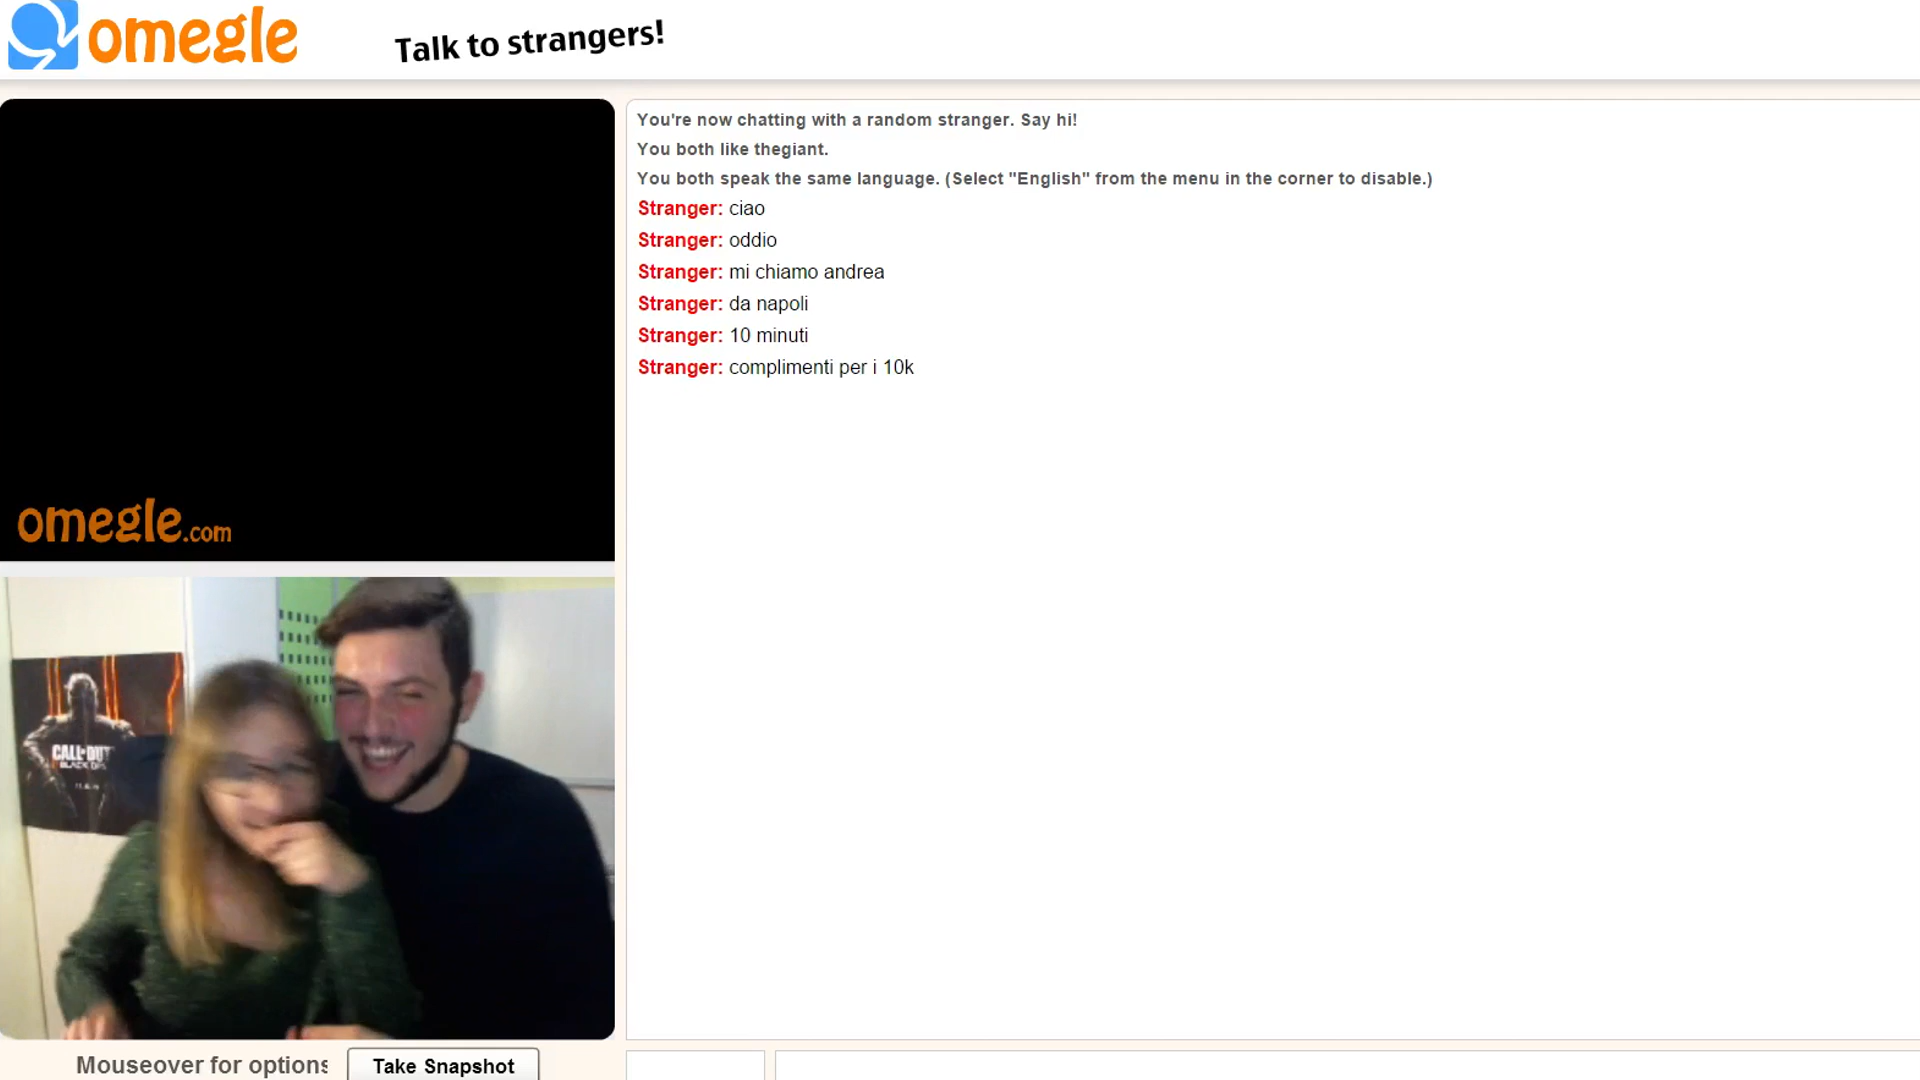 omegle
Talk to strangers!
You're now chatting with a random stranger. Say hi!
You both like thegiant.
You both speak the same language. (Select "English" from the menu in the corner to disable.)
Stranger: ciao
Stranger: oddio
Stranger: mi chiamo andrea
Stranger: da napoli
Stranger: 10 minuti
Stranger: complimenti per i 10k
omegle.com
CALL OF DUTY
BLACK OPS
Mouseover for options
Take Snapshot